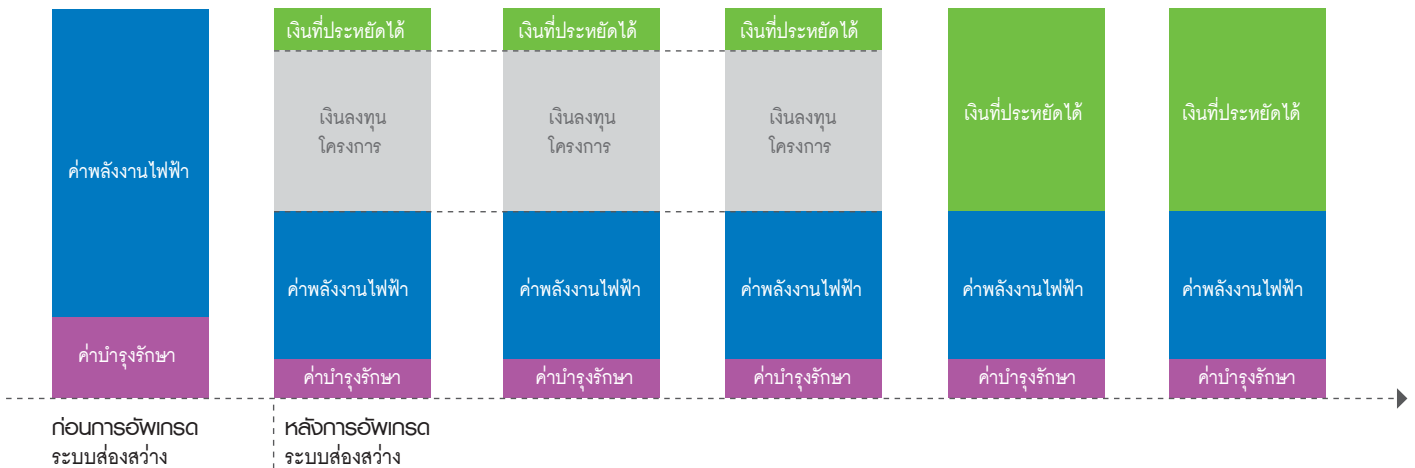 ค่าพลังงานไฟฟ้า
ค่าบำรุงรักษา
เงินที่ประหยัดได้
เงินลงทุน
โครงการ
ค่าพลังงานไฟฟ้า
ค่าบำรุงรักษา
เงินที่ประหยัดได้
เงินลงทุน
โครงการ
ค่าพลังงานไฟฟ้า
ค่าบำรุงรักษา
เงินที่ประหยัดได้
เงินลงทุน
โครงการ
ค่าพลังงานไฟฟ้า
ค่าบำรุงรักษา
เงินที่ประหยัดได้
ค่าพลังงานไฟฟ้า
ค่าบำรุงรักษา
เงินที่ประหยัดได้
ค่าพลังงานไฟฟ้า
ค่าบำรุงรักษา
ก่อนการอัพเกรด
ระบบส่องสว่าง
หลังการอัพเกรด
ระบบส่องสว่าง